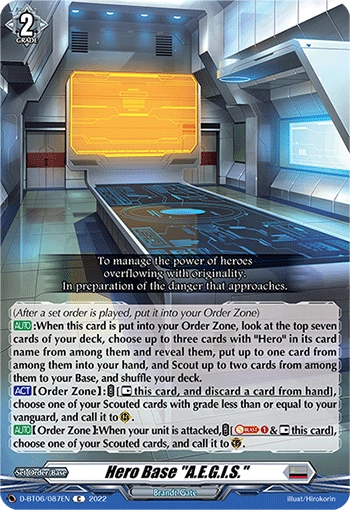 2
GRADE
To manage the power of heroes
overflowing with originality.
In preparation of the danger that approaches.
(After a set order is played, put it into your Order Zone)
AUTO:When this card is put into your Order Zone, look at the top seven
cards of your deck, choose up to three cards with "Hero" in its card
name from among them and reveal them, put up to one card from
among them into your hand, and Scout up to two cards from among
them to your Base, and shuffle your deck.
ACT [Order Zone]: [ this card, and discard a card from hand],
choose one of your Scouted cards with grade less than or equal to your
vanguard, and call it to .
AUTO [Order Zone]:When your unit is attacked, [ BLAST 1 & this card],
choose one of your Scouted cards, and call it to .
Set Order/Base
Hero Base "A.E.G.I.S."
D-BT06/087EN C 2022
Brandt Gate
illust/Hirokorin